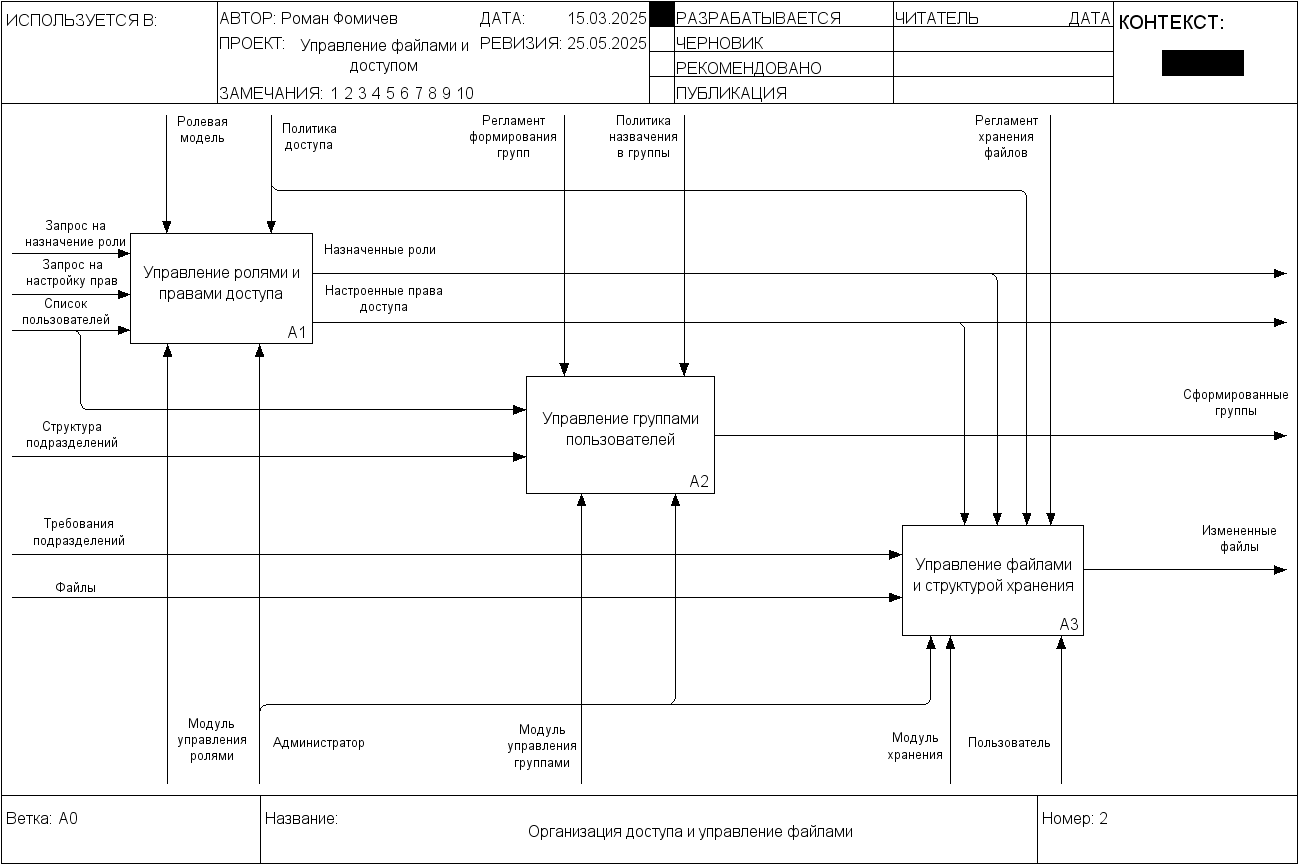 ИСПОЛЬЗУЕТСЯ В:
АВТОР: Роман Фомичев
ДАТА: 15.03.2025
ПРОЕКТ: Управление файлами и
доступом
РЕВИЗИЯ: 25.05.2025
ЗАМЕЧАНИЯ: 1 2 3 4 5 6 7 8 9 10
РАЗРАБАТЫВАЕТСЯ
ЧЕРНОВИК
РЕКОМЕНДОВАНО
ПУБЛИКАЦИЯ
ЧИТАТЕЛЬ ДАТА
КОНТЕКСТ:
Ролевая
модель
Политика
доступа
Регламент
формирования
групп
Политика
назвачения
в группы
Регламент
хранения
файлов
Запрос на
назначение роли
Запрос на
настройку прав
Список
пользователей
Управление ролями и
правами доступа
A1
Назначенные роли
Настроенные права
доступа
Структура
подразделений
Управление группами
пользователей
A2
Сформированные
группы
Требования
подразделений
Файлы
Управление файлами
и структурой хранения
A3
Измененные
файлы
Модуль
управления
ролями
Администратор
Модуль
управления
группами
Модуль
хранения
Пользователь
Ветка: A0
Название:
Организация доступа и управление файлами
Номер: 2